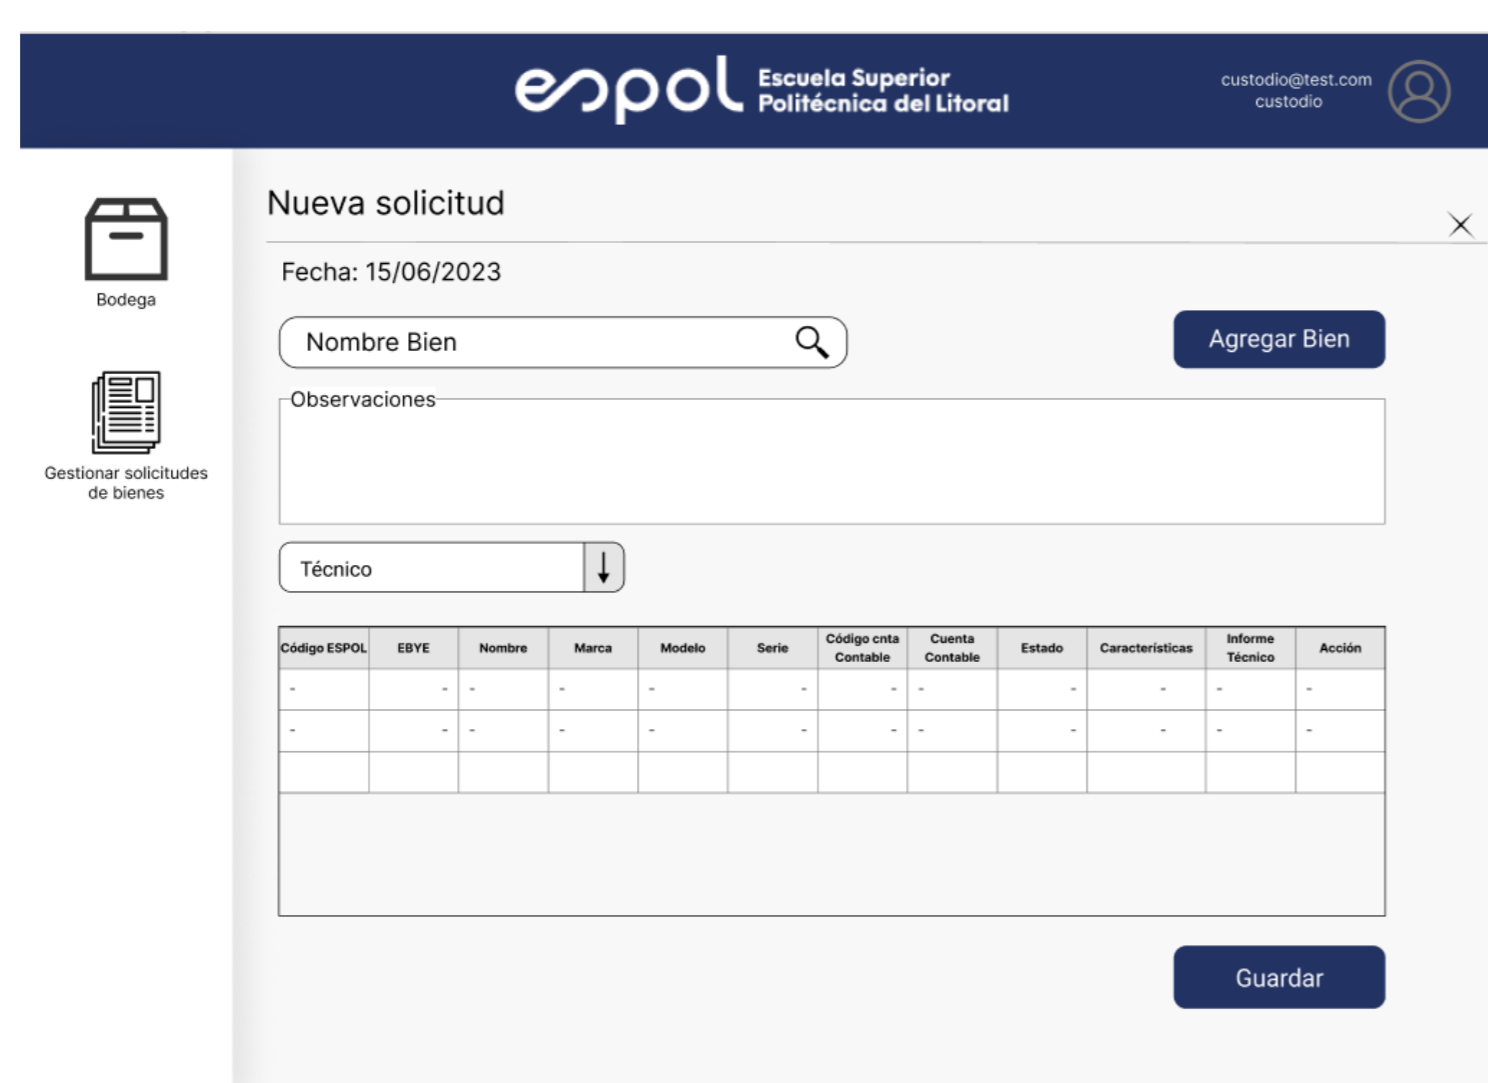 espol Escuela Superior
Politécnica del Litoral
custodio@test.com
custodio
Bodega
Gestionar solicitudes
de bienes
Nueva solicitud
Fecha: 15/06/2023
Nombre Bien
Agregar Bien
Observaciones
Técnico
Código ESPOL EBYE Nombre Marca Modelo Serie Código cnta Contable Cuenta Contable Estado Características Informe Técnico Acción
- - - - - - - - - - - -
- - - - - - - - - - - -
Guardar